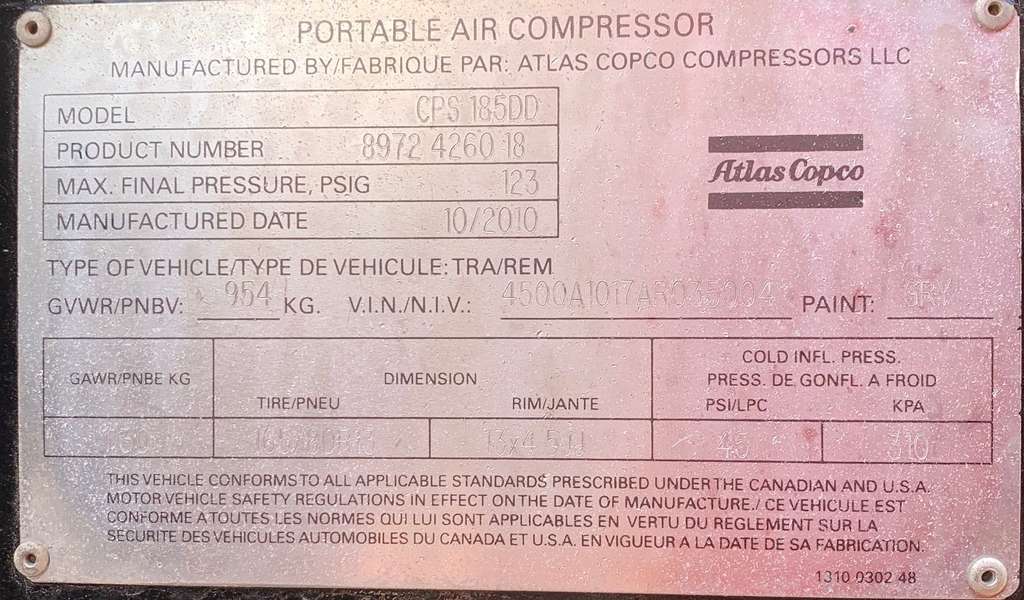 PORTABLE AIR COMPRESSOR
MANUFACTURED BY/FABRIQUE PAR: ATLAS COPCO COMPRESSORS LLC
MODEL CPS 185DD
PRODUCT NUMBER 8972 4260 18
MAX. FINAL PRESSURE, PSIG 123
MANUFACTURED DATE 10/2010
Atlas Copco
TYPE OF VEHICLE/TYPE DE VEHICULE: TRA/REM
GVWR/PNBV: 954 KG. V.I.N./N.I.V.: PAINT:
COLD INFL. PRESS.
GAWR/PNBE KG DIMENSION PRESS. DE GONFL. A FROID
TIRE/PNEU RIM/JANTE PSI/LPC KPA
45 310
THIS VEHICLE CONFORMS TO ALL APPLICABLE STANDARDS PRESCRIBED UNDER THE CANADIAN AND U.S.A.
MOTOR VEHICLE SAFETY REGULATIONS IN EFFECT ON THE DATE OF MANUFACTURE./ CE VEHICULE EST
CONFORME A TOUTES LES NORMES QUI LUI SONT APPLICABLES EN VERTU DU REGLEMENT SUR LA
SECURITE DES VEHICULES AUTOMOBILES DU CANADA ET U.S.A. EN VIGUEUR A LA DATE DE SA FABRICATION.
1310 0302 48